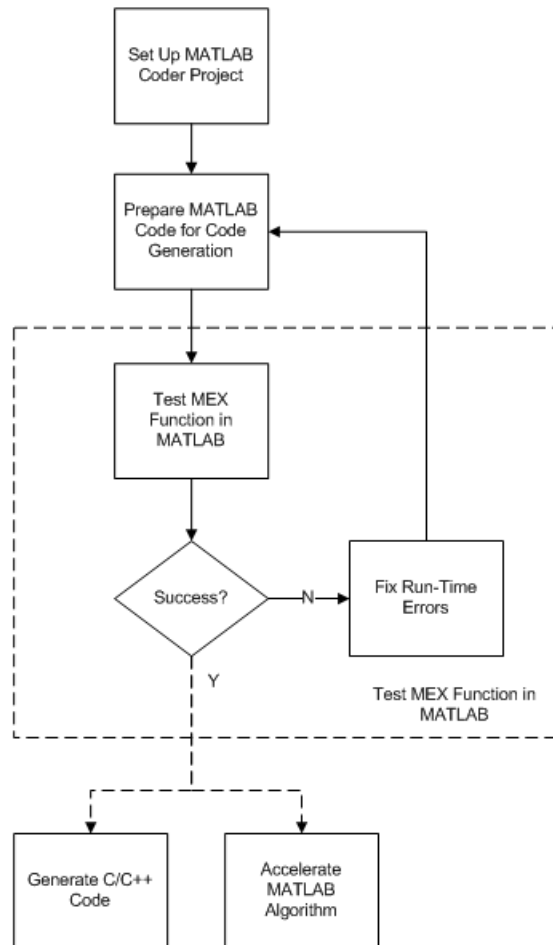 Set Up MATLAB
Coder Project
Prepare MATLAB
Code for Code
Generation
Test MEX
Function in
MATLAB
Success?
N
Fix Run-Time
Errors
Y
Test MEX Function in
MATLAB
Generate C/C++
Code
Accelerate
MATLAB
Algorithm